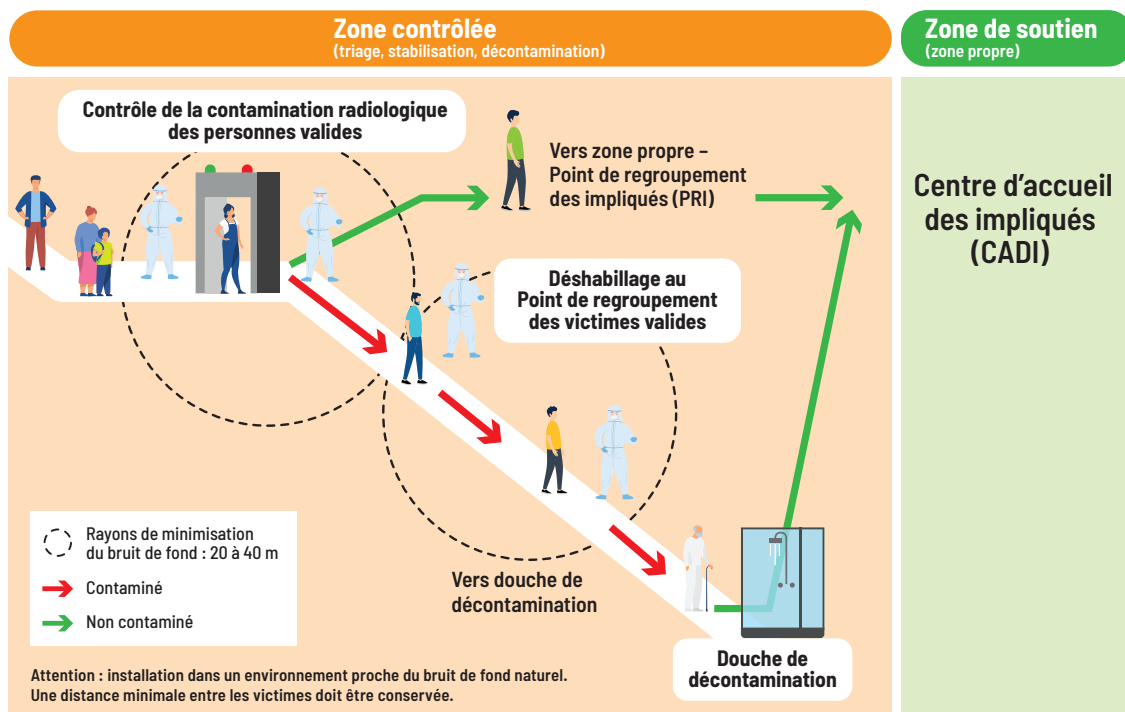 Zone contrôlée
(triage, stabilisation, décontamination)
Zone de soutien
(zone propre)
Contrôle de la contamination radiologique
des personnes valides
Vers zone propre –
Point de regroupement
des impliqués (PRI)
Centre d’accueil
des impliqués
(CADI)
Déshabillage au
Point de regroupement
des victimes valides
Rayons de minimisation
du bruit de fond : 20 à 40 m
Contaminé
Non contaminé
Vers douche de
décontamination
Douche de
décontamination
Attention : installation dans un environnement proche du bruit de fond naturel.
Une distance minimale entre les victimes doit être conservée.